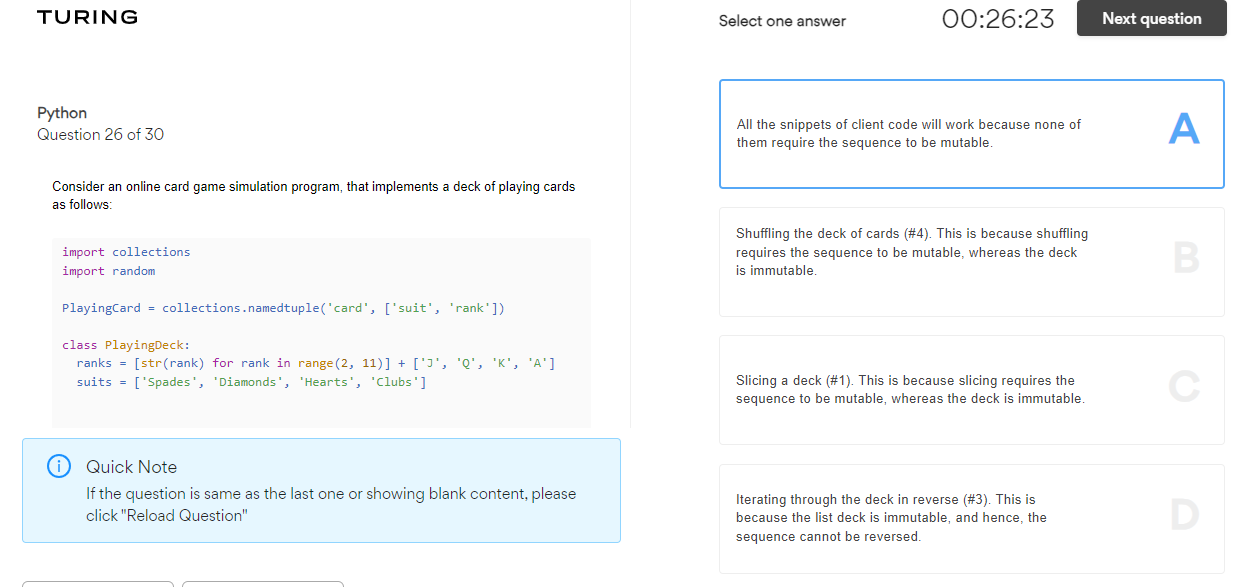 TURING
Select one answer
00:26:23
Next question
Python
Question 26 of 30
Consider an online card game simulation program, that implements a deck of playing cards
as follows:
import collections
import random
PlayingCard = collections.namedtuple('card', ['suit', 'rank'])
class PlayingDeck:
  ranks = [str(rank) for rank in range(2, 11)] + ['J', 'Q', 'K', 'A']
  suits = ['Spades', 'Diamonds', 'Hearts', 'Clubs']
Quick Note
If the question is same as the last one or showing blank content, please
click "Reload Question"
All the snippets of client code will work because none of
them require the sequence to be mutable.
A
Shuffling the deck of cards (#4). This is because shuffling
requires the sequence to be mutable, whereas the deck
is immutable.
B
Slicing a deck (#1). This is because slicing requires the
sequence to be mutable, whereas the deck is immutable.
C
Iterating through the deck in reverse (#3). This is
because the list deck is immutable, and hence, the
sequence cannot be reversed.
D